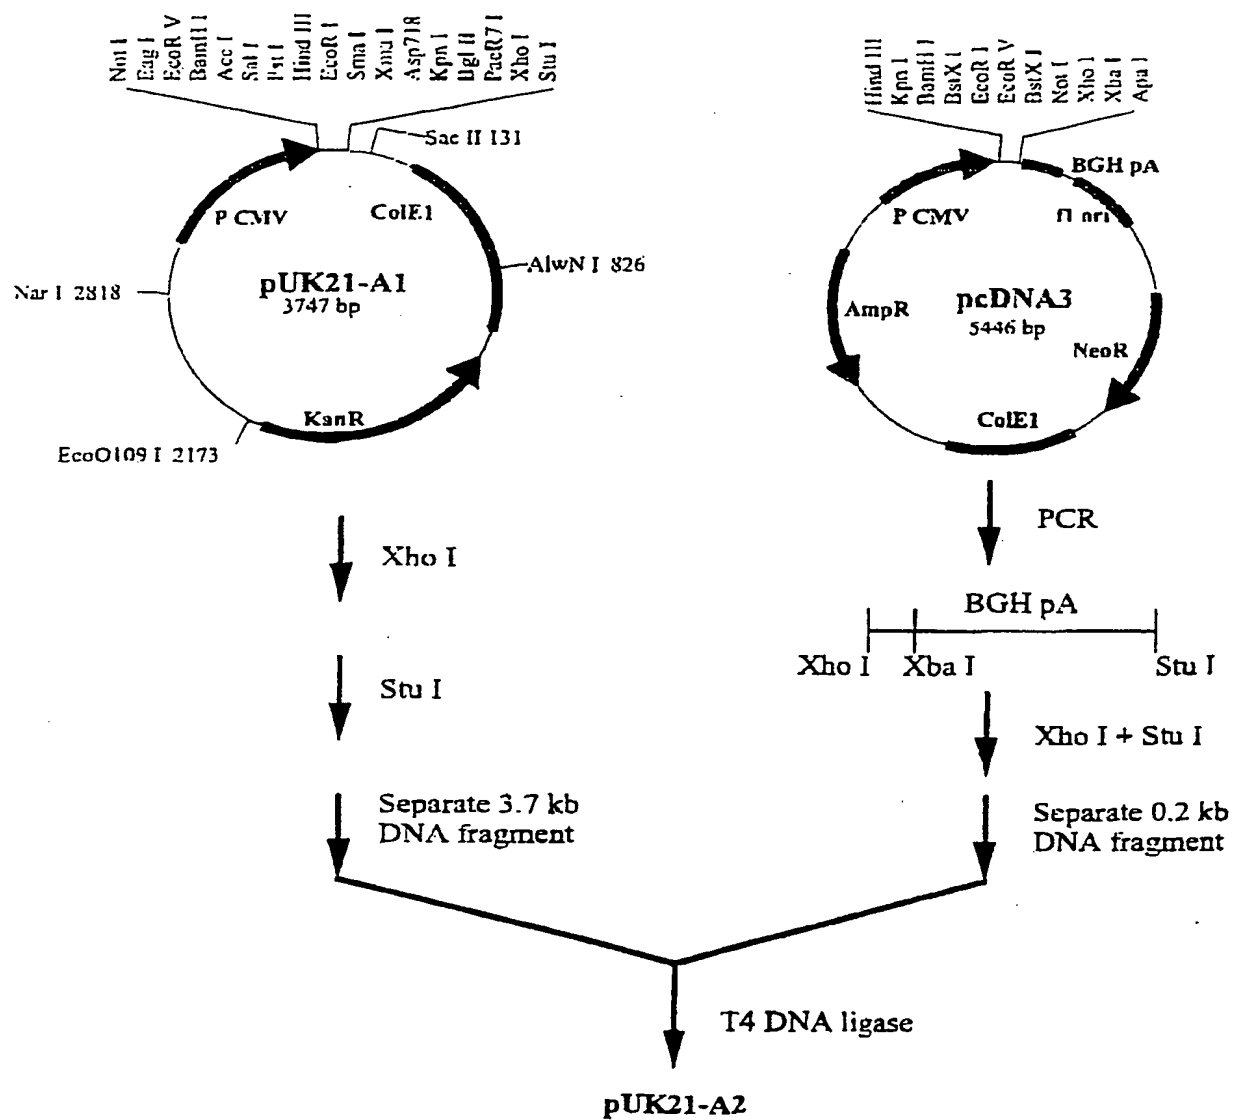 Not I
Eag I
EcoR V
BamH I
Acc I
Sal I
Pst I
Hind III
EcoR I
Sma I
Xma I
Asp718
Kpn I
Bgl II
PaeR7 I
Xho I
Stu I
Hind III
Kpn I
BamH I
BstX I
EcoR I
EcoR V
BstX I
Not I
Xho I
Xba I
Apa I
Sac II 131
P CMV
ColE1
AlwN I 826
pUK21-A1
3747 bp
Nar I 2818
KanR
EcoO109 I 2173
BGH pA
P CMV
f1 ori
AmpR
pcDNA3
5446 bp
NeoR
ColE1
Xho I
Stu I
Separate 3.7 kb
DNA fragment
PCR
BGH pA
Xho I
Xba I
Stu I
Xho I + Stu I
Separate 0.2 kb
DNA fragment
T4 DNA ligase
pUK21-A2